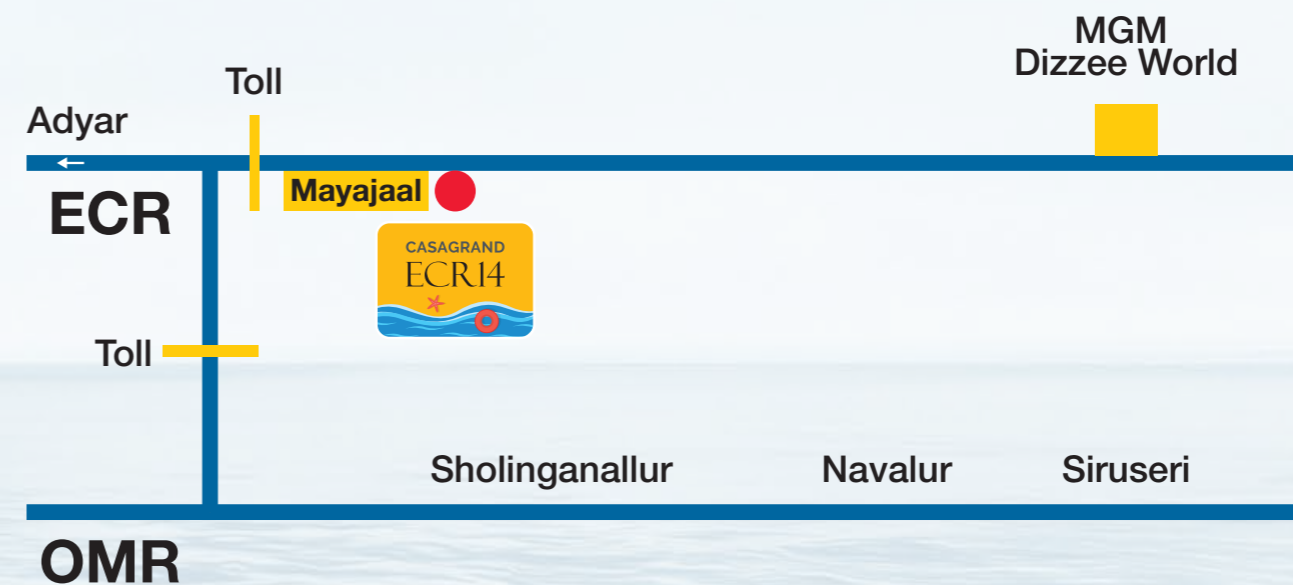 MGM
Dizzee World
Toll
Adyar
ECR
Mayajaal
CASAGRAND
ECR14
Toll
Sholinganallur
Navalur
Siruseri
OMR